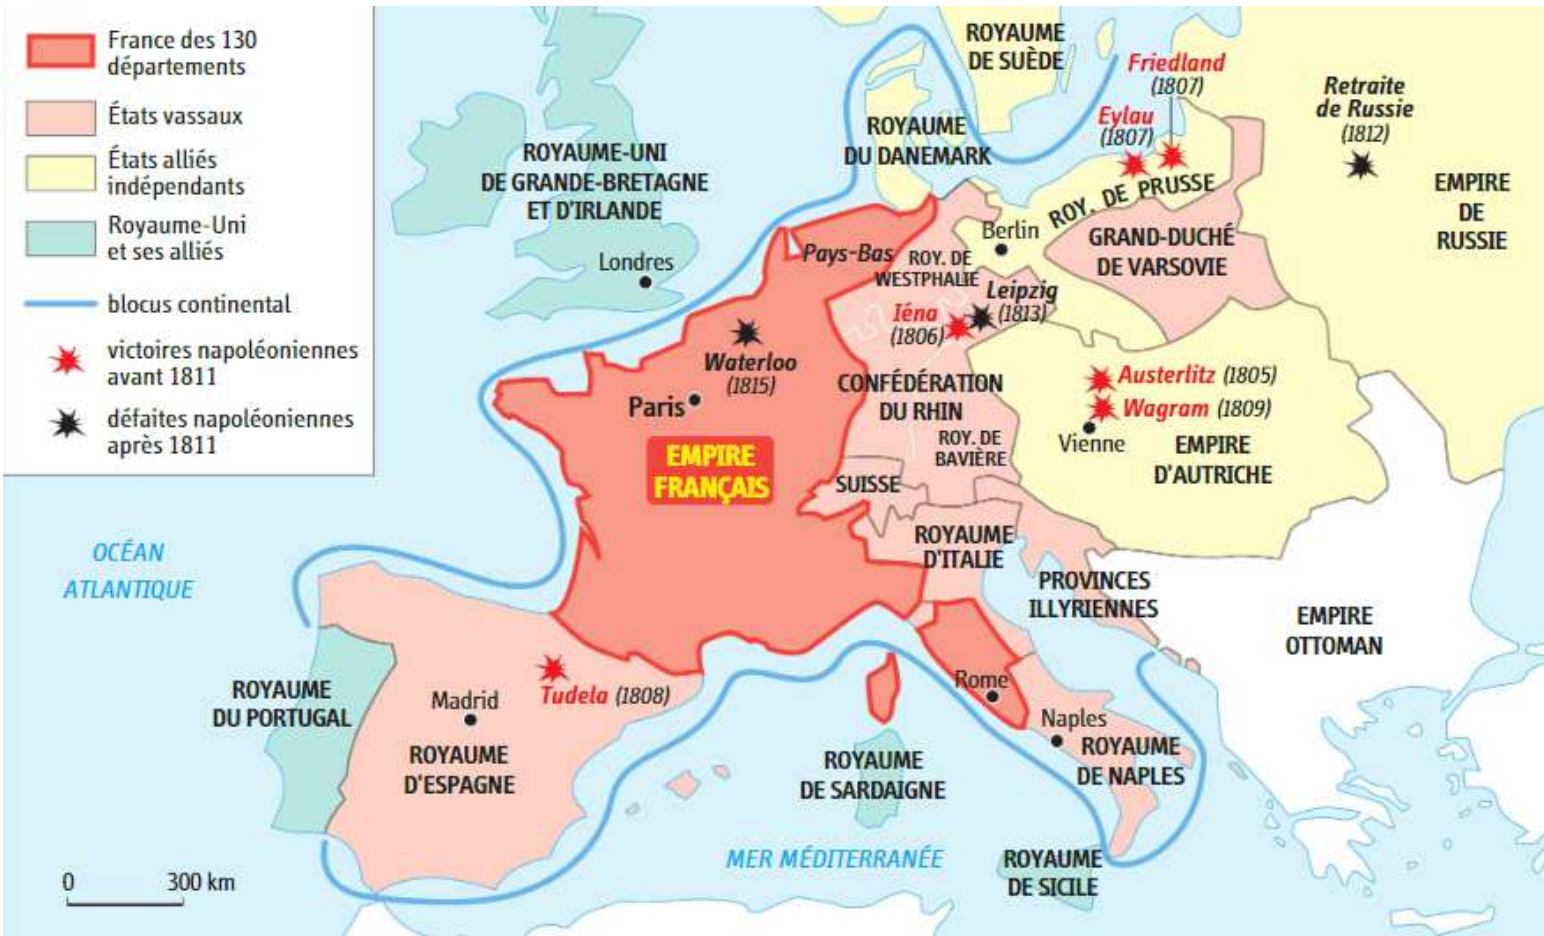 France des 130
départements
États vassaux
États alliés
indépendants
Royaume-Uni
et ses alliés
blocus continental
victoires napoléoniennes
avant 1811
défaites napoléoniennes
après 1811
ROYAUME
DE SUÈDE
Friedland
(1807)
Eylau
(1807)
Retraite
de Russie
(1812)
ROYAUME
DU DANEMARK
ROYAUME-UNI
DE GRANDE-BRETAGNE
ET D'IRLANDE
Londres
ROY. DE PRUSSE
EMPIRE
DE
RUSSIE
Berlin
GRAND-DUCHÉ
DE VARSOVIE
Pays-Bas
ROY. DE
WESTPHALIE
Leipzig
(1813)
Iéna
(1806)
Waterloo
(1815)
Paris
CONFÉDÉRATION
DU RHIN
Austerlitz (1805)
Wagram (1809)
Vienne
EMPIRE
D'AUTRICHE
ROY. DE
BAVIÈRE
EMPIRE
FRANÇAIS
SUISSE
ROYAUME
D'ITALIE
PROVINCES
ILLYRIENNES
OCÉAN
ATLANTIQUE
EMPIRE
OTTOMAN
ROYAUME
DU PORTUGAL
Madrid
Tudela (1808)
ROYAUME
D'ESPAGNE
Rome
Naples
ROYAUME
DE NAPLES
ROYAUME
DE SARDAIGNE
MER MÉDITERRANÉE
ROYAUME
DE SICILE
0 300 km